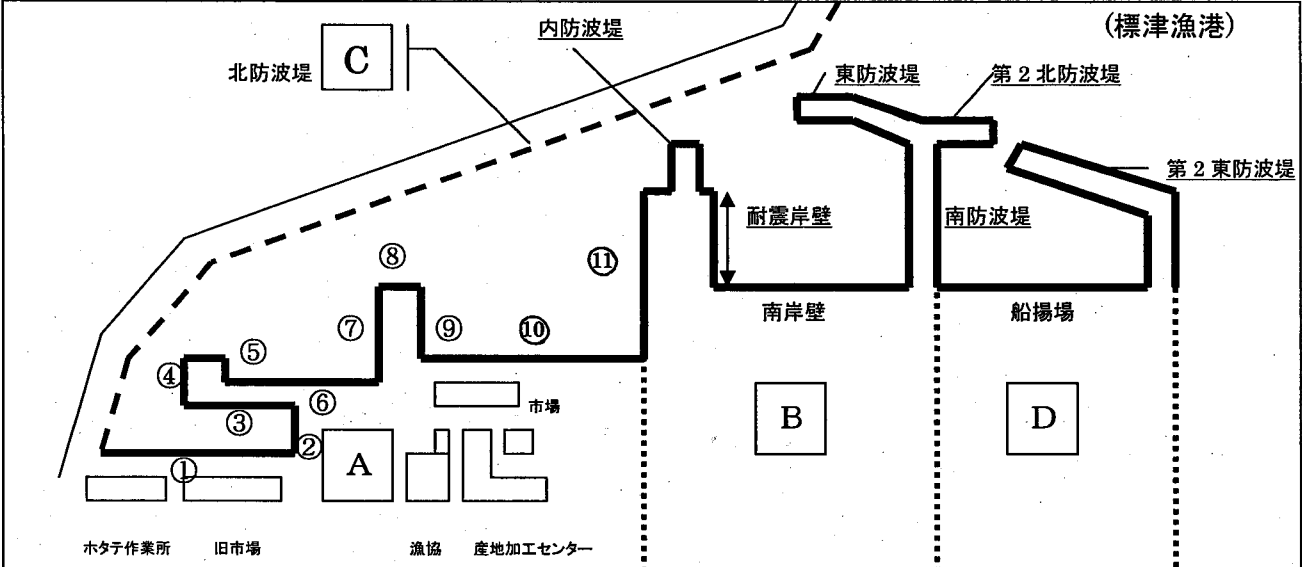 (標津漁港)
内防波堤
北防波堤
C
東防波堤
第2北防波堤
第2東防波堤
耐震岸壁
南防波堤
⑧
⑪
⑦
⑨
⑩
南岸壁
船揚場
⑤
④
⑥
③
②
①
市場
A
B
D
ホタテ作業所
旧市場
漁協
産地加工センター